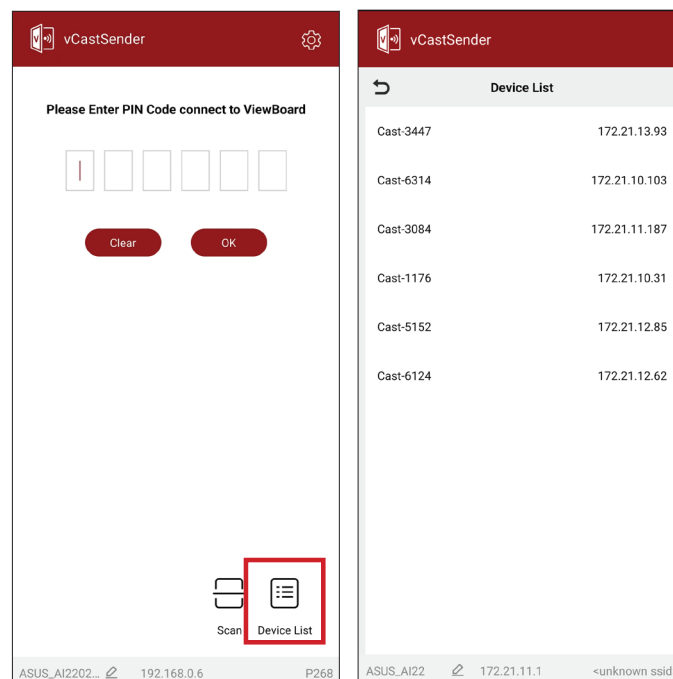 vCastSender
Please Enter PIN Code connect to ViewBoard
Clear
OK
Scan
Device List
ASUS_AI2202... 192.168.0.6 P268
vCastSender
Device List
Cast-3447 172.21.13.93
Cast-6314 172.21.10.103
Cast-3084 172.21.11.187
Cast-1176 172.21.10.31
Cast-5152 172.21.12.85
Cast-6124 172.21.12.62
ASUS_AI22 172.21.11.1 <unknown ssid